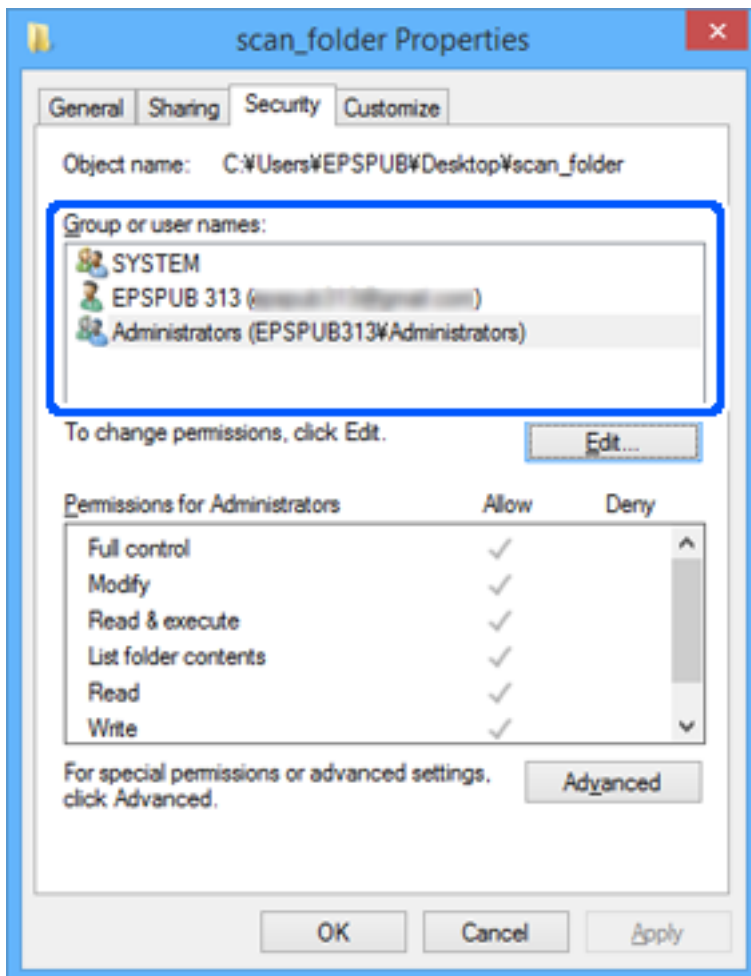 scan_folder Properties
General Sharing Security Customize
Object name: C:¥Users¥EPSPUB¥Desktop¥scan_folder
Group or user names:
SYSTEM
EPSPUB 313 ( )
Administrators (EPSPUB313¥Administrators)
To change permissions, click Edit.
Edit...
Permissions for Administrators Allow Deny
Full control
Modify
Read & execute
List folder contents
Read
Write
For special permissions or advanced settings,
click Advanced.
Advanced
OK Cancel Apply